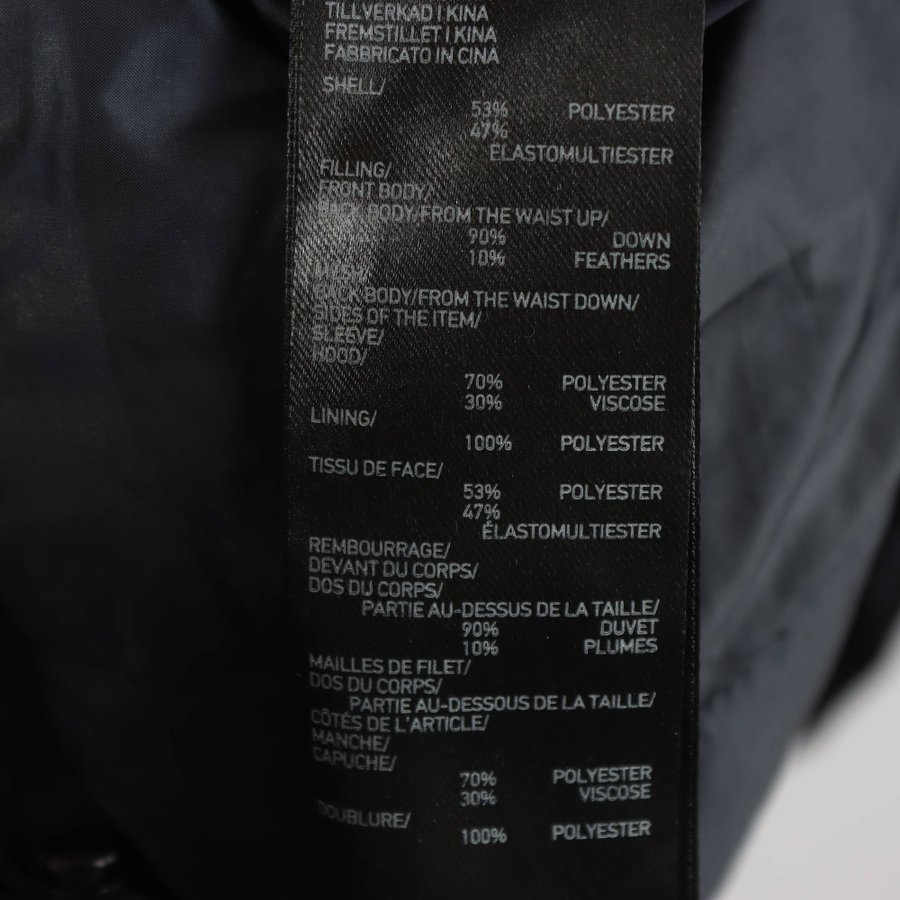 TILLVERKAD I KINA
FREMSTILLET I KINA
FABBRICATO IN CINA
SHELL/
53% POLYESTER
47%
ELASTOMULTIESTER
FILLING/
FRONT BODY/
BACK BODY/FROM THE WAIST UP/
90% DOWN
10% FEATHERS
MESH/
BACK BODY/FROM THE WAIST DOWN/
SIDES OF THE ITEM/
SLEEVE/
HOOD/
70% POLYESTER
30% VISCOSE
LINING/
100% POLYESTER
TISSU DE FACE/
53% POLYESTER
47%
ÉLASTOMULTIESTER
REMBOURRAGE/
DEVANT DU CORPS/
DOS DU CORPS/
PARTIE AU-DESSUS DE LA TAILLE/
90% DUVET
10% PLUMES
MAILLES DE FILET/
DOS DU CORPS/
PARTIE AU-DESSOUS DE LA TAILLE/
CÔTÉS DE L'ARTICLE/
MANCHE/
CAPUCHE/
70% POLYESTER
30% VISCOSE
DOUBLURE/
100% POLYESTER